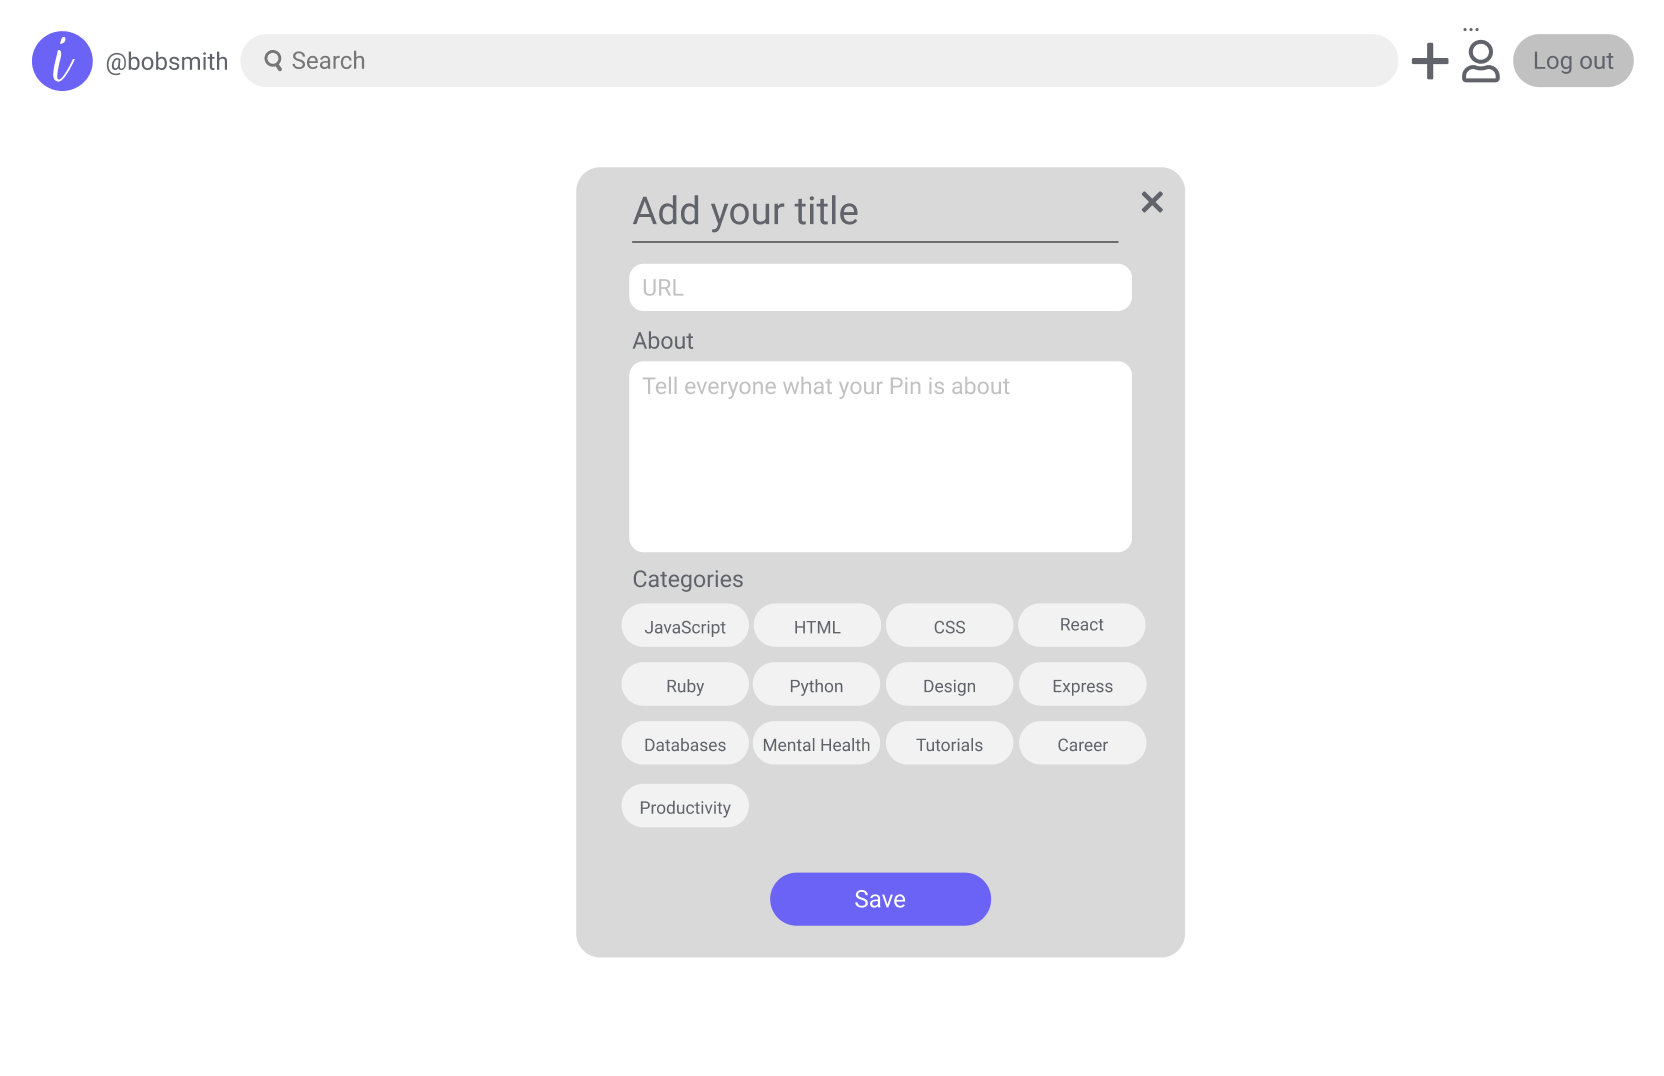 i @bobsmith Search ... Log out
Add your title
URL
About
Tell everyone what your Pin is about
Categories
JavaScript HTML CSS React
Ruby Python Design Express
Databases Mental Health Tutorials Career
Productivity
Save